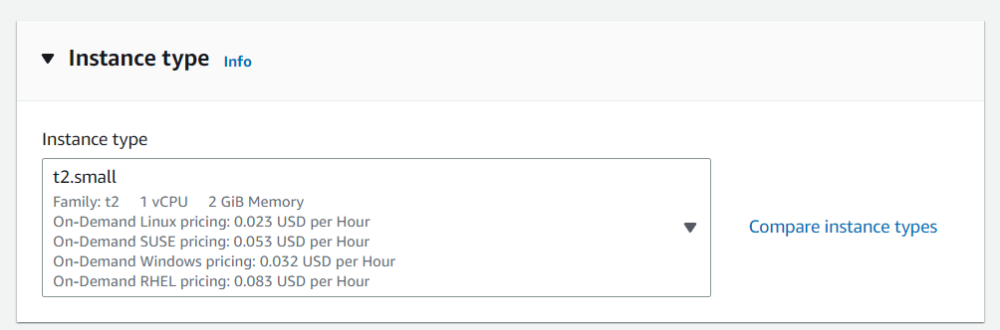 Instance type Info
Instance type
t2.small
Family: t2 1 vCPU 2 GiB Memory
On-Demand Linux pricing: 0.023 USD per Hour
On-Demand SUSE pricing: 0.053 USD per Hour
On-Demand Windows pricing: 0.032 USD per Hour
On-Demand RHEL pricing: 0.083 USD per Hour
Compare instance types